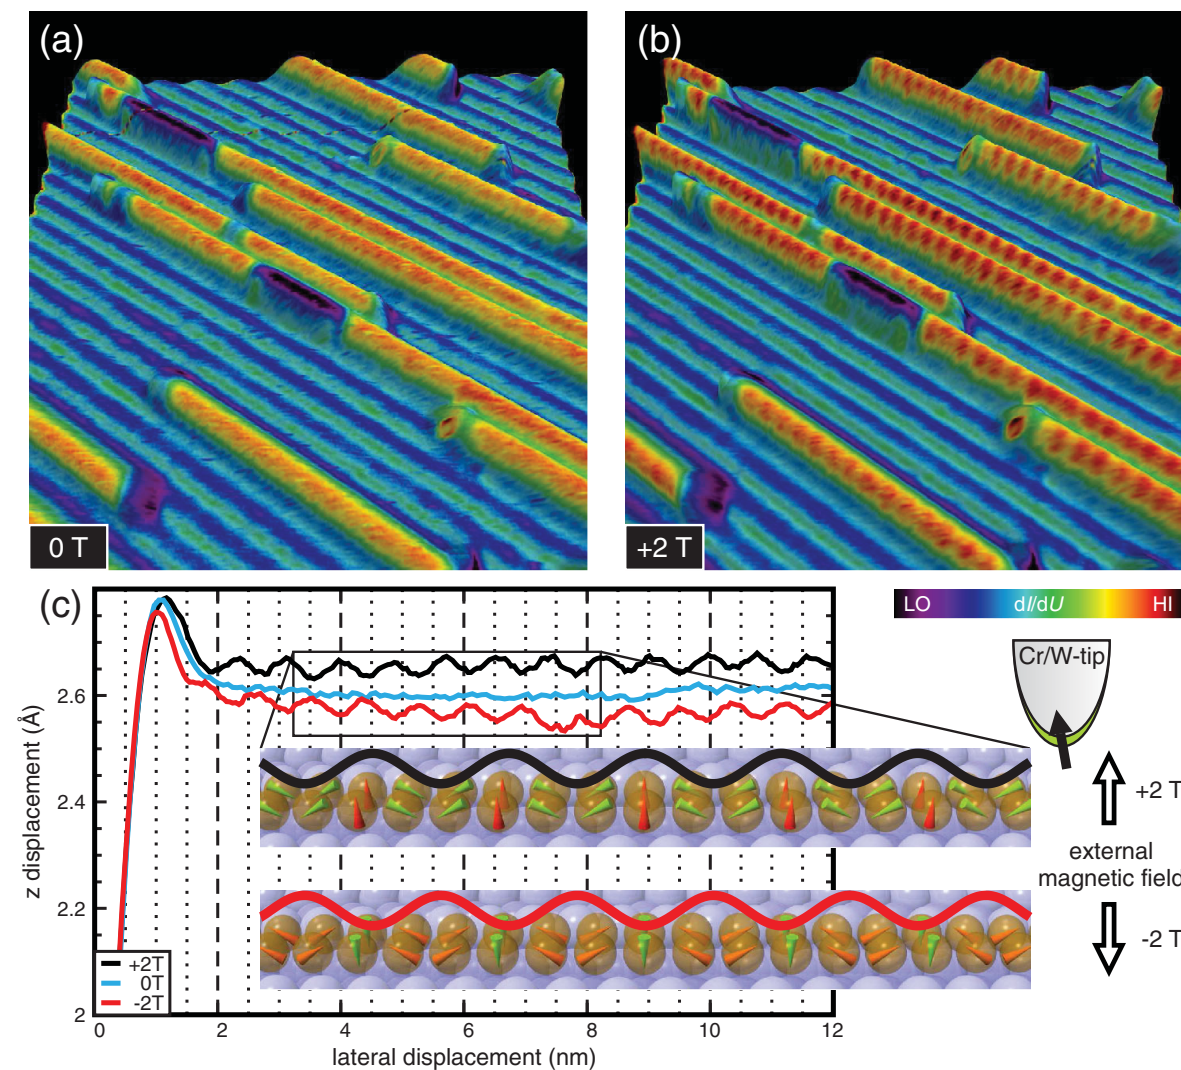 (a)
(b)
0 T
+2 T
(c)
LO dI/dU HI
Cr/W-tip
+2 T
external
magnetic field
-2 T
z displacement (Å)
2.6
2.4
2.2
2
+2T
0T
-2T
0 2 4 6 8 10 12
lateral displacement (nm)